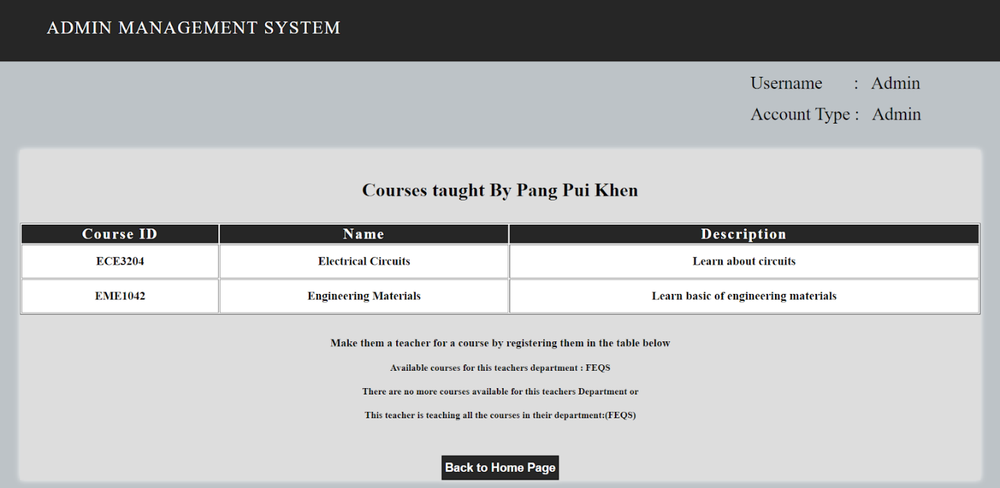 ADMIN MANAGEMENT SYSTEM
Username : Admin
Account Type : Admin
Courses taught By Pang Pui Khen
Course ID Name Description
ECE3204 Electrical Circuits Learn about circuits
EME1042 Engineering Materials Learn basic of engineering materials
Make them a teacher for a course by registering them in the table below
Available courses for this teachers department : FEQS
There are no more courses available for this teachers Department or
This teacher is teaching all the courses in their department:(FEQS)
Back to Home Page